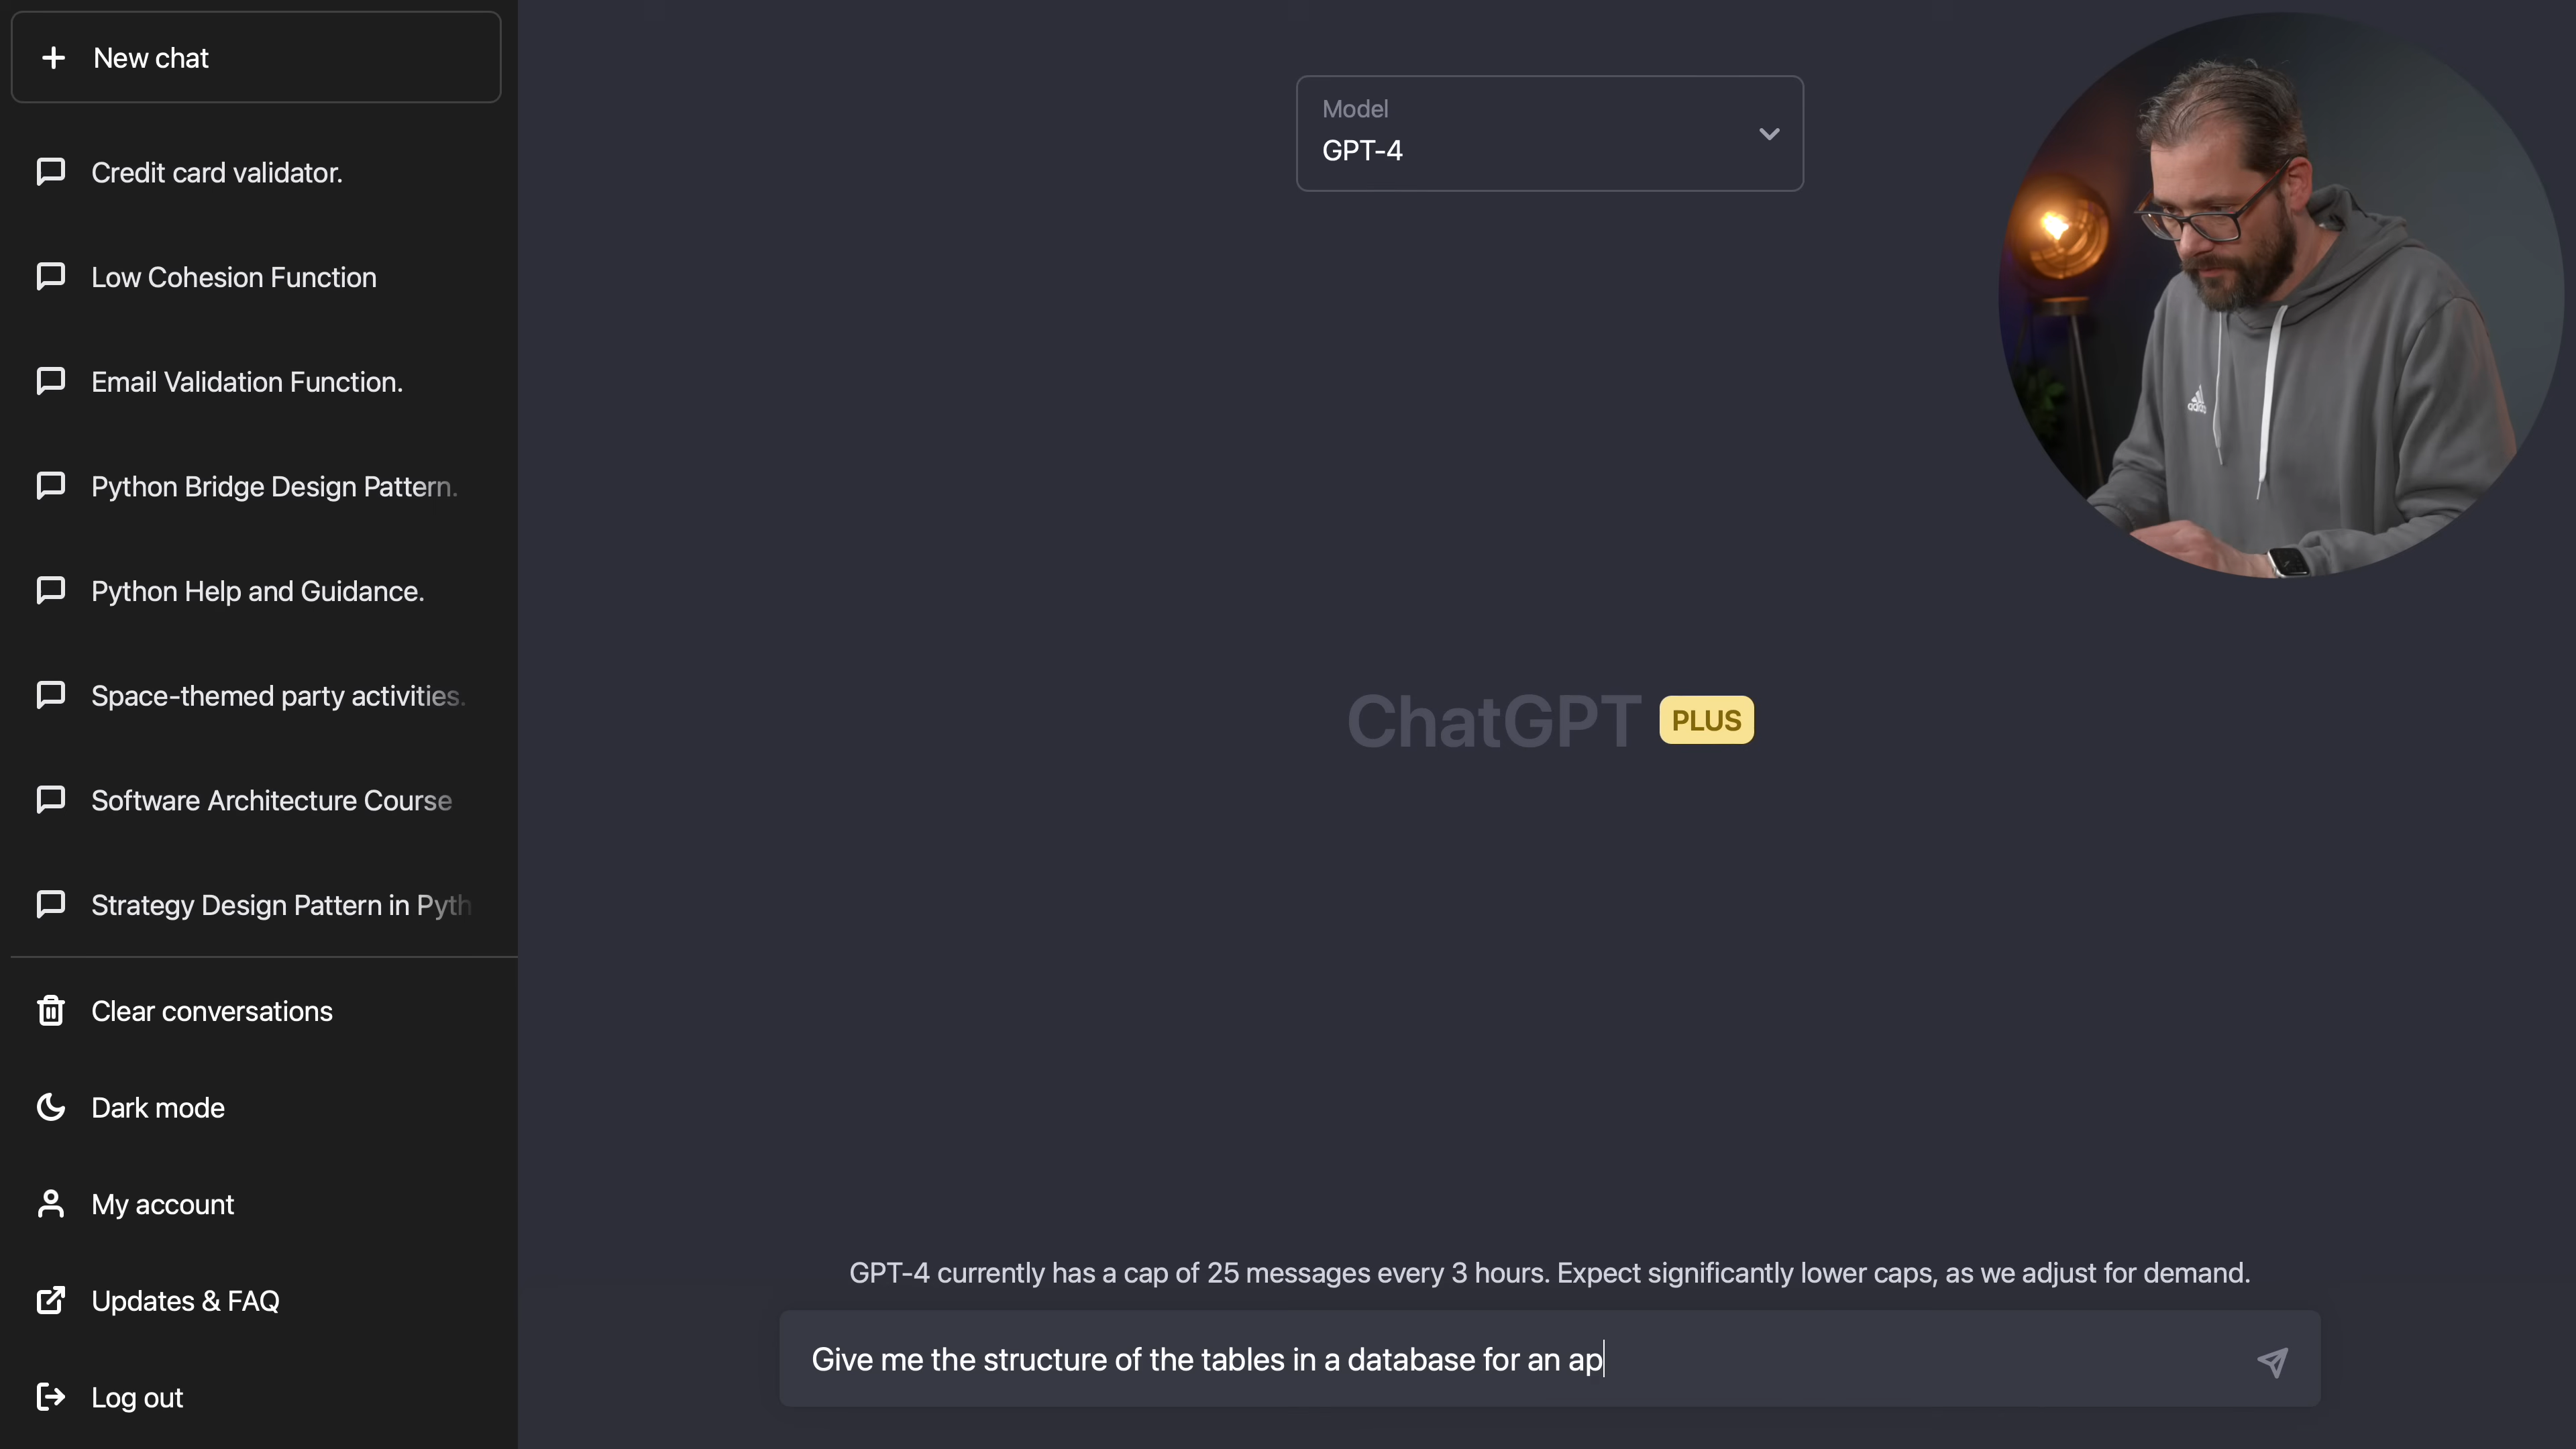 New chat
Credit card validator.
Low Cohesion Function
Email Validation Function.
Python Bridge Design Pattern.
Python Help and Guidance.
Space-themed party activities.
Software Architecture Course
Strategy Design Pattern in Pyth
Clear conversations
Dark mode
My account
Updates & FAQ
Log out
Model
GPT-4
adidas
ChatGPT PLUS
GPT-4 currently has a cap of 25 messages every 3 hours. Expect significantly lower caps, as we adjust for demand.
Give me the structure of the tables in a database for an ap